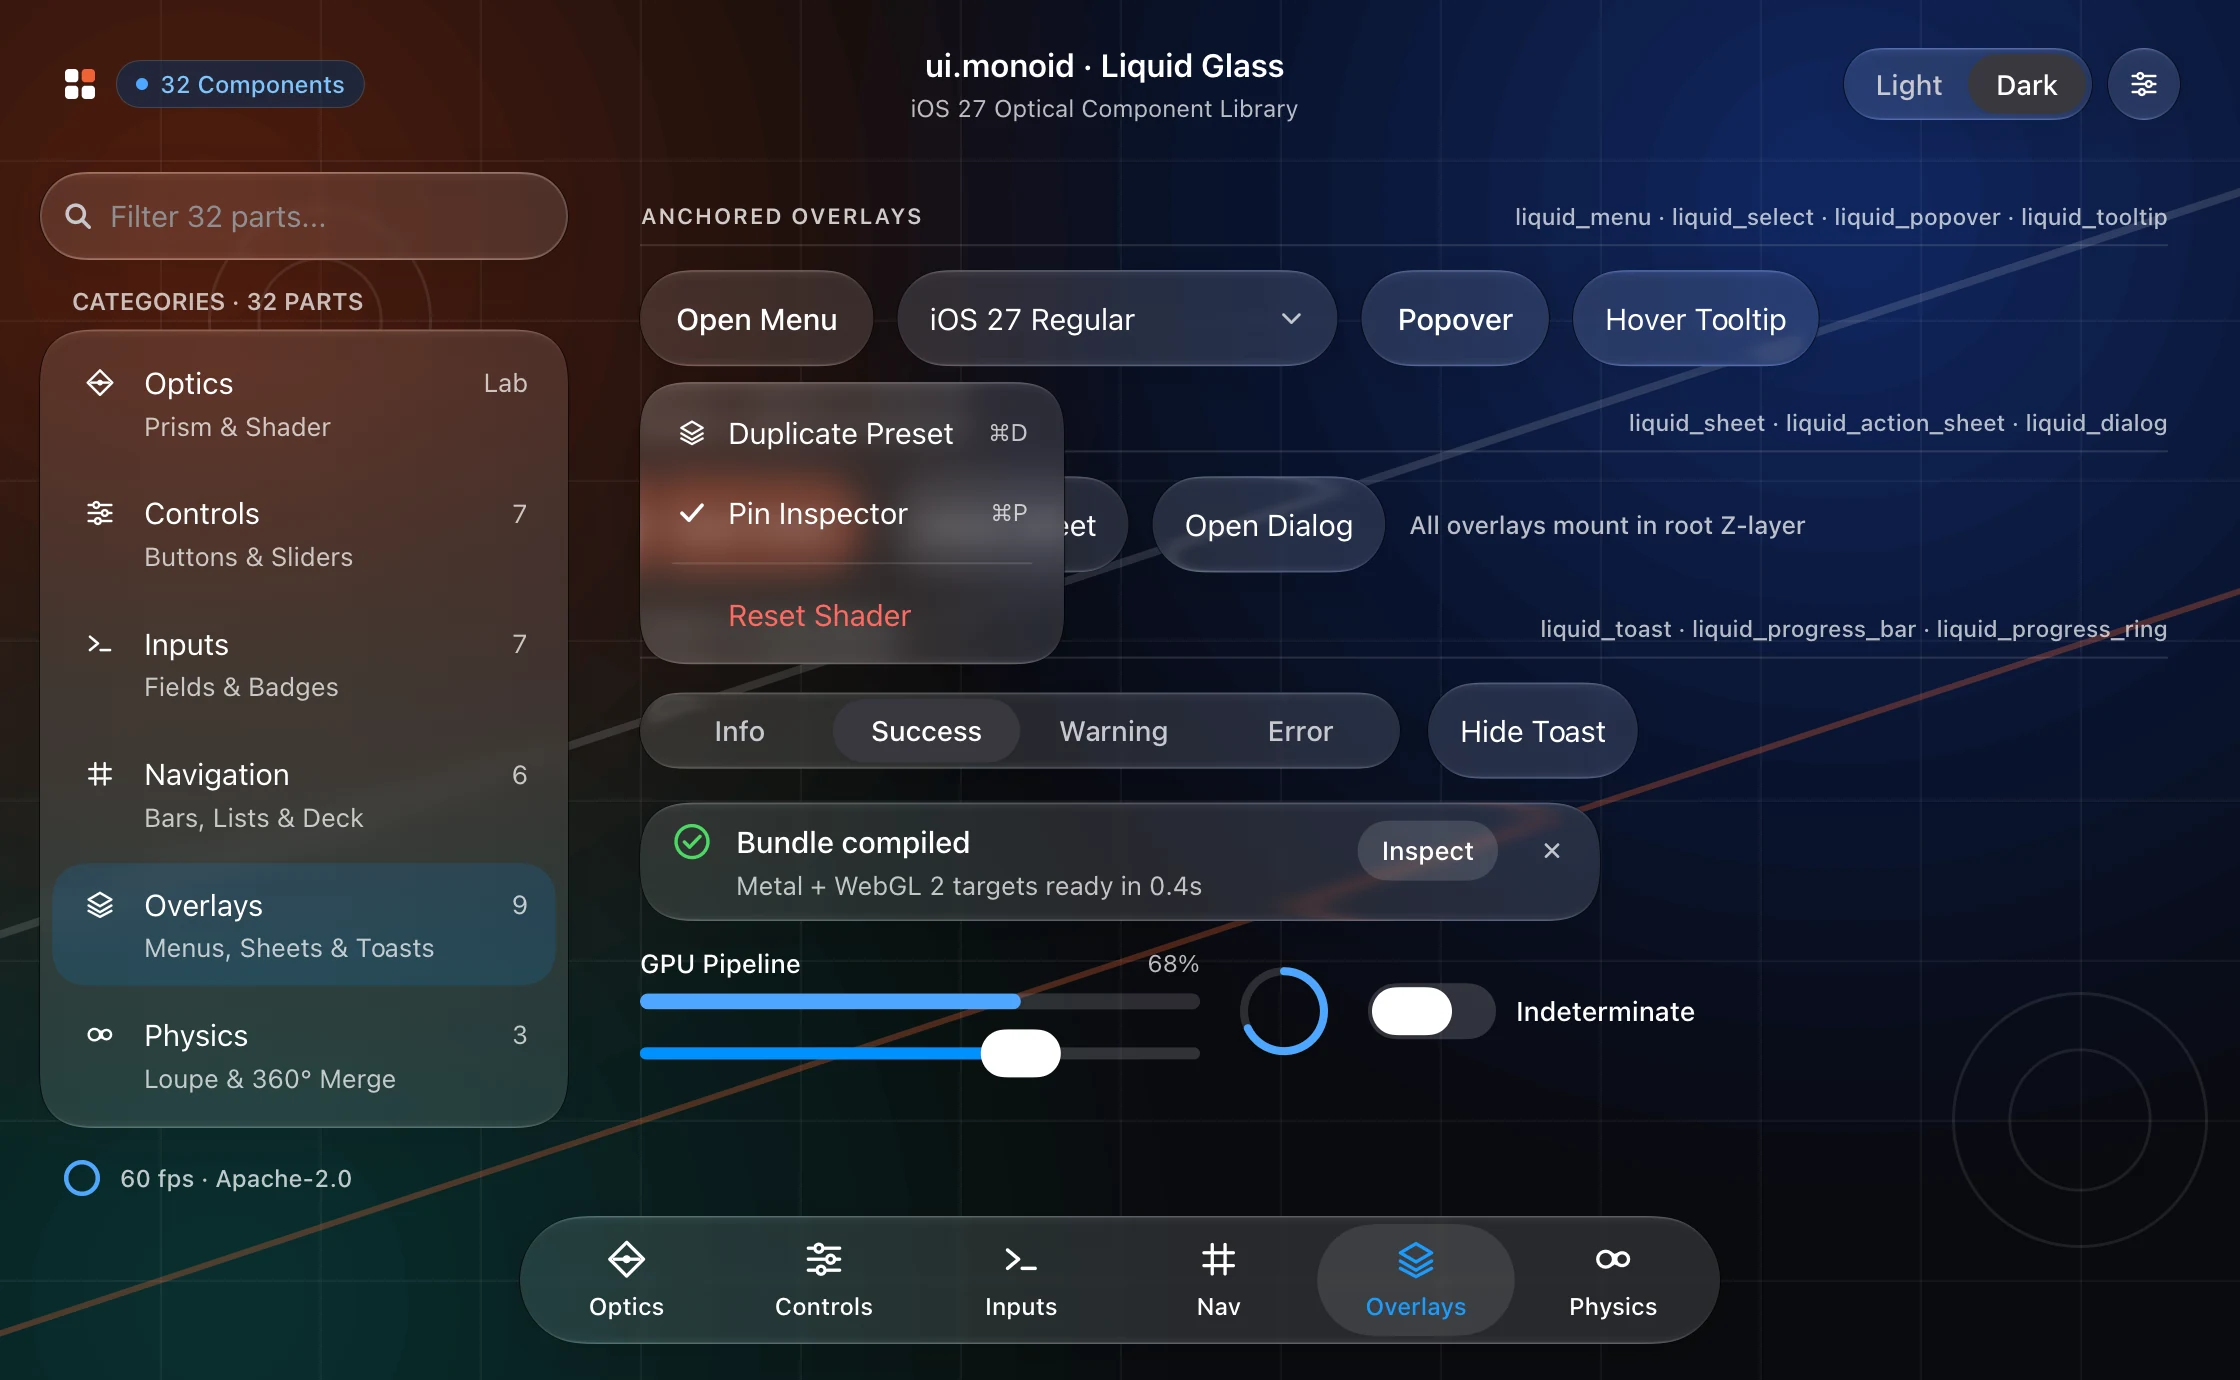 32 Components
ui.monoid · Liquid Glass
iOS 27 Optical Component Library
Light
Dark
Filter 32 parts...
CATEGORIES · 32 PARTS
Optics
Lab
Prism & Shader
Controls
7
Buttons & Sliders
Inputs
7
Fields & Badges
Navigation
6
Bars, Lists & Deck
Overlays
9
Menus, Sheets & Toasts
Physics
3
Loupe & 360° Merge
60 fps · Apache-2.0
ANCHORED OVERLAYS
liquid_menu · liquid_select · liquid_popover · liquid_tooltip
Open Menu
iOS 27 Regular
Popover
Hover Tooltip
Duplicate Preset
⌘D
Pin Inspector
⌘P
Reset Shader
liquid_sheet · liquid_action_sheet · liquid_dialog
Open Dialog
All overlays mount in root Z-layer
liquid_toast · liquid_progress_bar · liquid_progress_ring
Info
Success
Warning
Error
Hide Toast
Bundle compiled
Metal + WebGL 2 targets ready in 0.4s
Inspect
GPU Pipeline
68%
Indeterminate
Optics
Controls
Inputs
Nav
Overlays
Physics